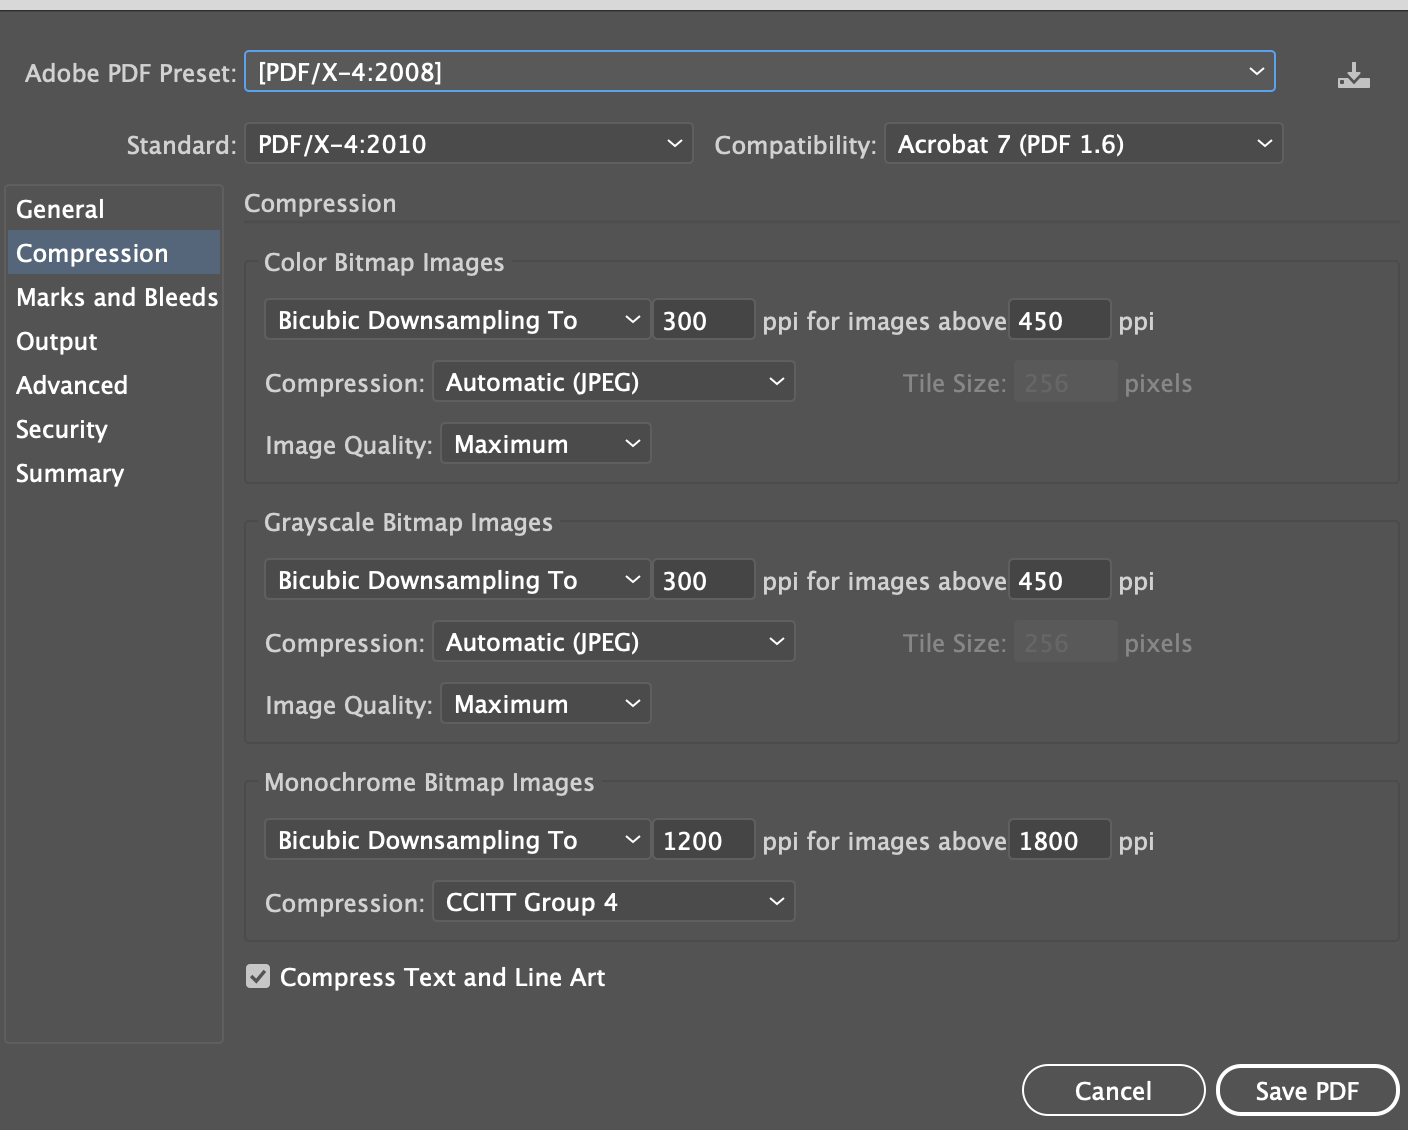 Adobe PDF Preset: [PDF/X-4:2008]
Standard: PDF/X-4:2010 Compatibility: Acrobat 7 (PDF 1.6)
General
Compression
Marks and Bleeds
Output
Advanced
Security
Summary
Compression
Color Bitmap Images
Bicubic Downsampling To 300 ppi for images above 450 ppi
Compression: Automatic (JPEG) Tile Size: 256 pixels
Image Quality: Maximum
Grayscale Bitmap Images
Bicubic Downsampling To 300 ppi for images above 450 ppi
Compression: Automatic (JPEG) Tile Size: 256 pixels
Image Quality: Maximum
Monochrome Bitmap Images
Bicubic Downsampling To 1200 ppi for images above 1800 ppi
Compression: CCITT Group 4
Compress Text and Line Art
Cancel Save PDF